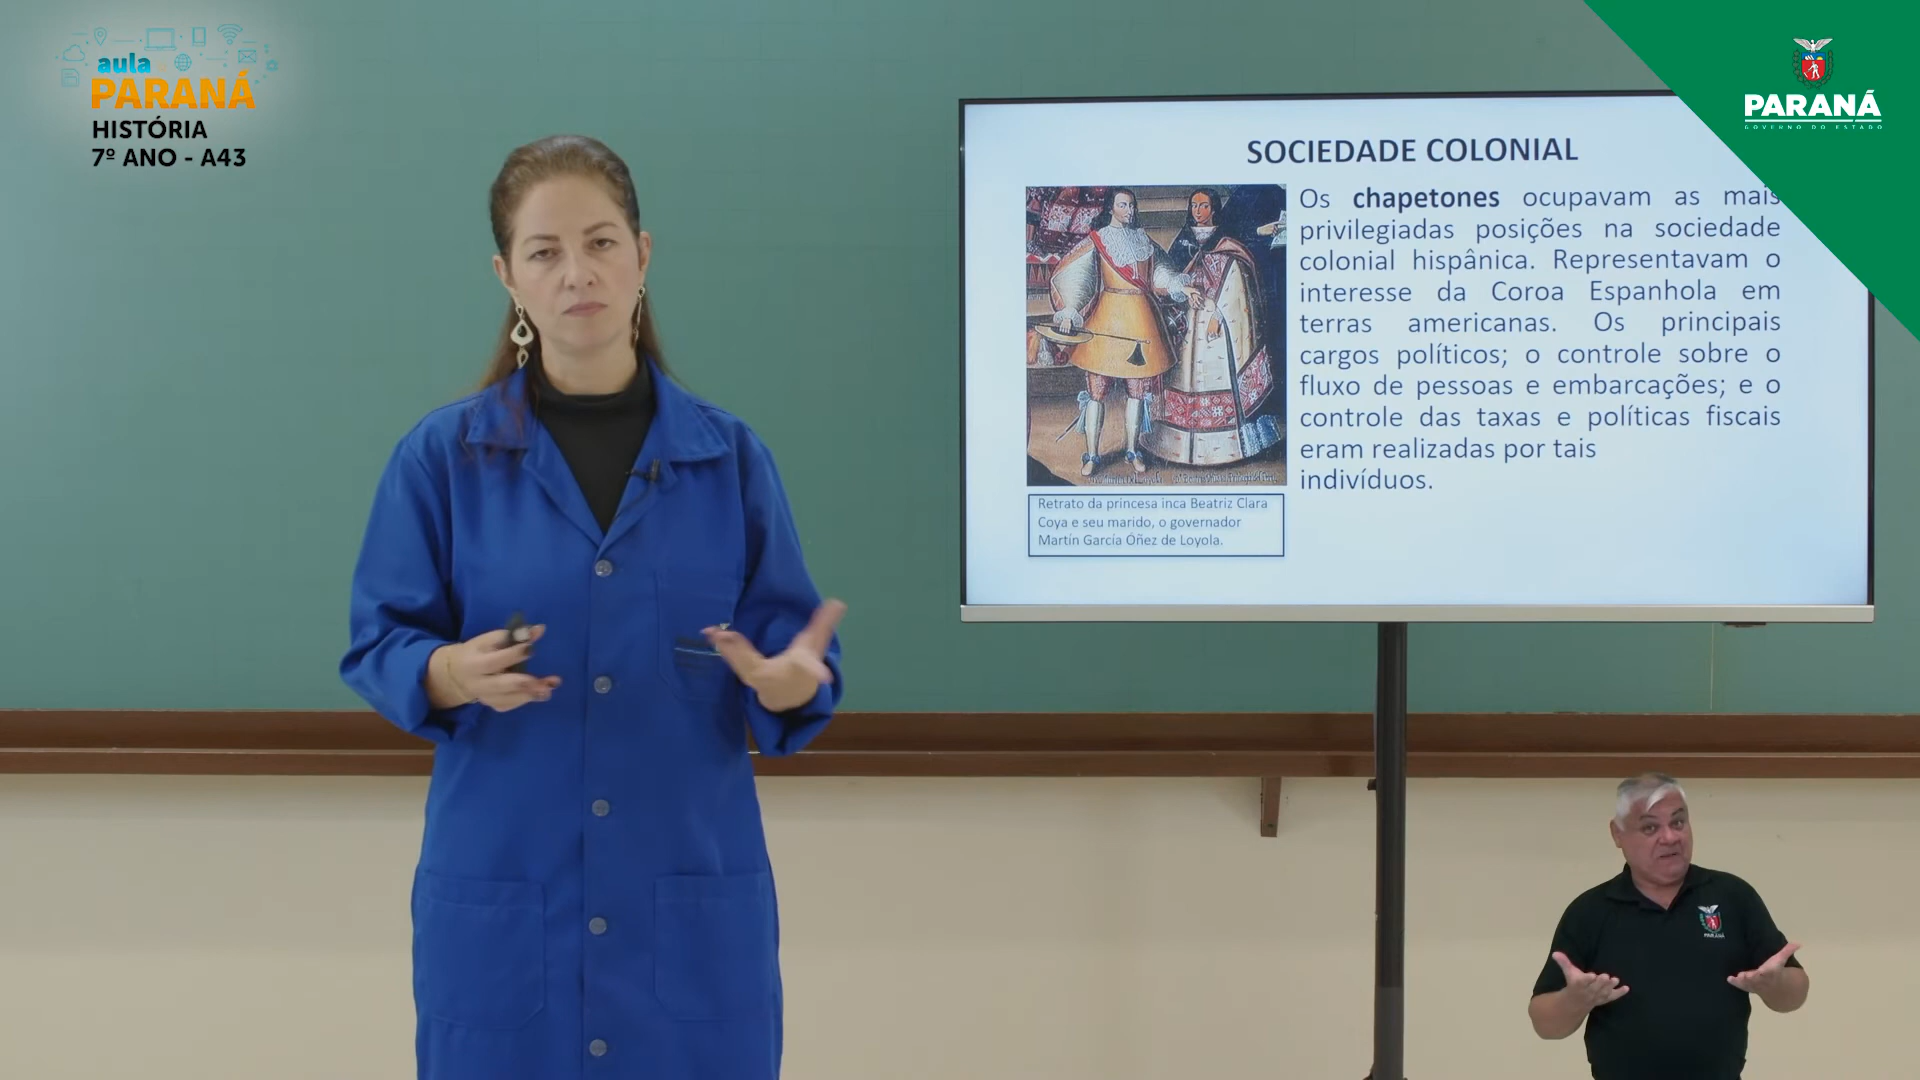 aula
PARANÁ
HISTÓRIA
7º ANO - A43
PARANÁ
GOVERNO DO ESTADO
SOCIEDADE COLONIAL
Os chapetones ocupavam as mais
privilegiadas posições na sociedade
colonial hispânica. Representavam o
interesse da Coroa Espanhola em
terras americanas. Os principais
cargos políticos; o controle sobre o
fluxo de pessoas e embarcações; e o
controle das taxas e políticas fiscais
eram realizadas por tais
indivíduos.
Retrato da princesa inca Beatriz Clara
Coya e seu marido, o governador
Martín García Óñez de Loyola.